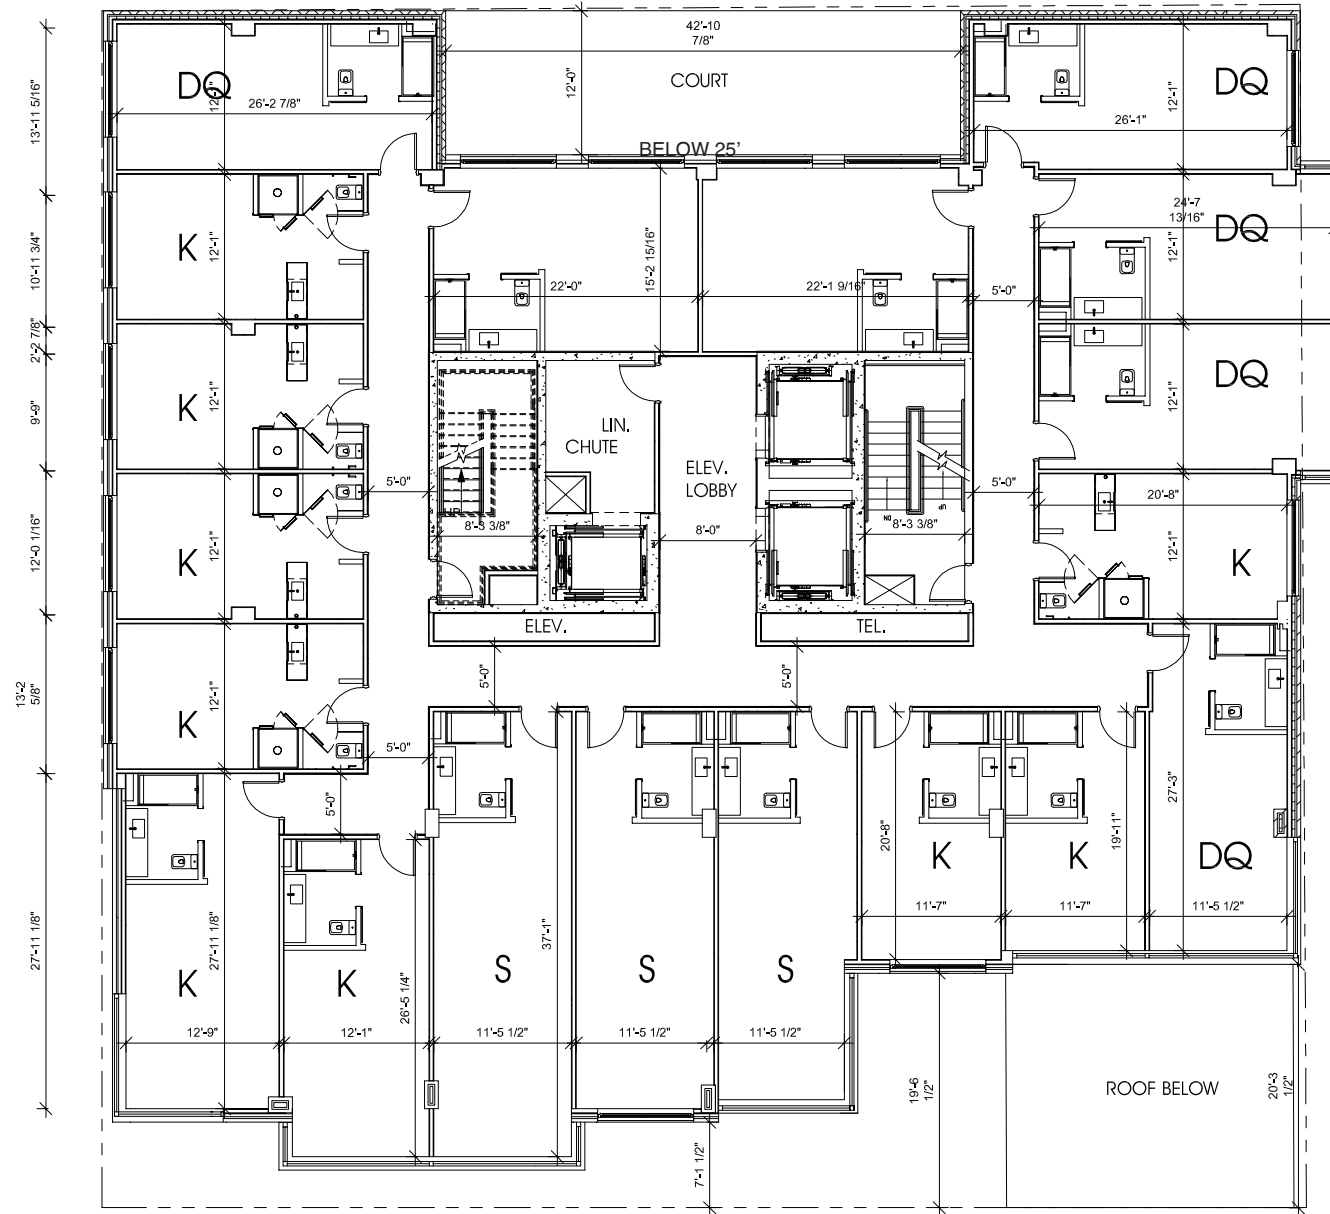 42'-10
7/8"
COURT
12'-0"
BELOW 25'
DQ
12'-1"
26'-2 7/8"
13'-11 5/16"
DQ
12'-1"
26'-1"
K
12'-1"
10'-11 3/4"
22'-0"
15'-2 15/16"
22'-1 9/16"
5'-0"
24'-7
13/16"
DQ
12'-1"
2'-2 7/8"
K
12'-1"
9'-9"
LIN.
CHUTE
ELEV.
LOBBY
DQ
12'-1"
K
12'-1"
12'-0 1/16"
5'-0"
UP
8'-3 3/8"
8'-0"
DN
UP
8'-3 3/8"
5'-0"
20'-8"
12'-1"
K
ELEV.
TEL.
K
12'-1"
13'-2
5/8"
5'-0"
5'-0"
5'-0"
5'-0"
27'-11 1/8"
K
27'-11 1/8"
12'-9"
K
26'-5 1/4"
12'-1"
S
37'-1"
11'-5 1/2"
S
11'-5 1/2"
S
11'-5 1/2"
20'-8"
K
11'-7"
K
19'-11"
11'-7"
27'-3"
DQ
11'-5 1/2"
7'-1 1/2"
19'-6
1/2"
ROOF BELOW
20'-3
1/2"